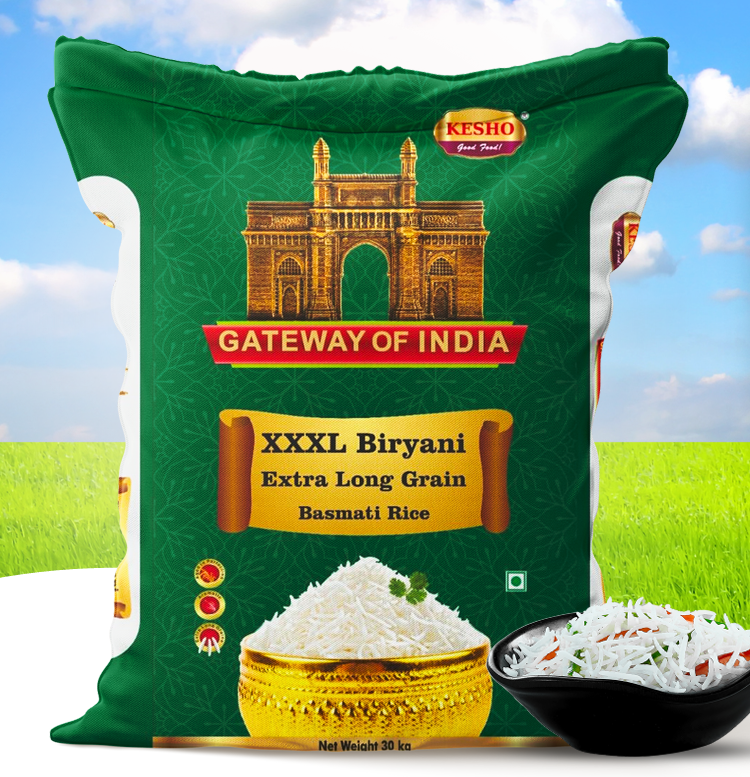 KESHO
Good Food!
GATEWAY OF INDIA
XXXL Biryani
Extra Long Grain
Basmati Rice
Net Weight 30 kg